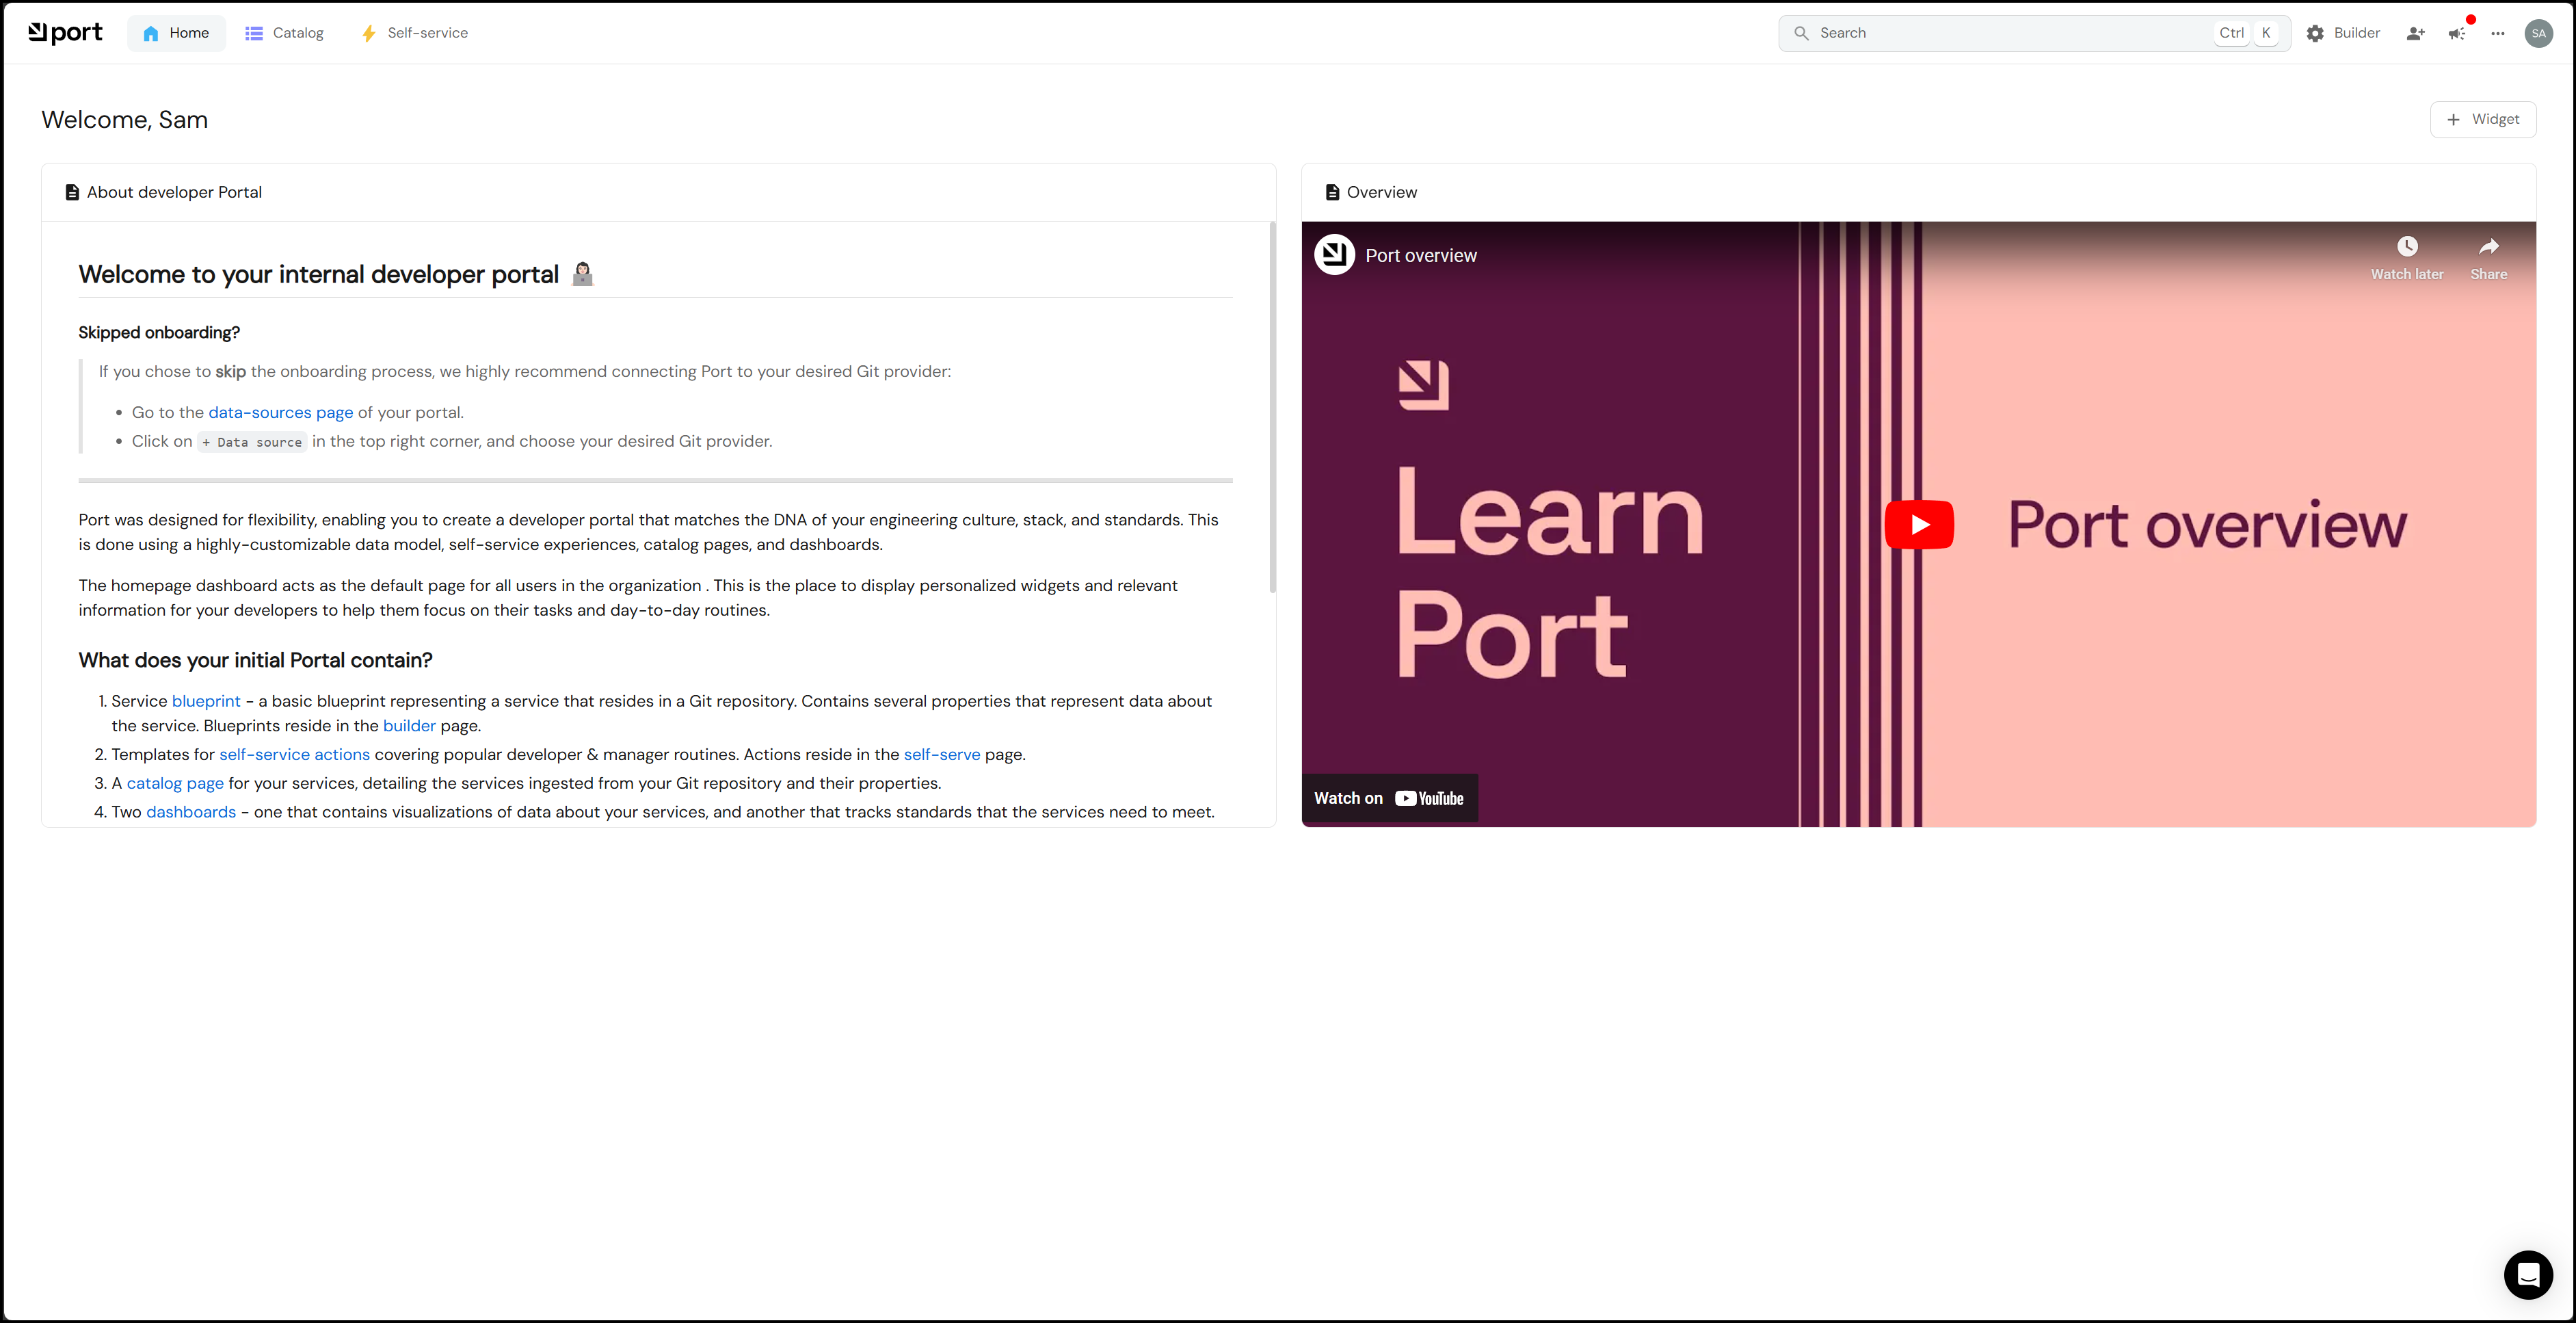 port
Home
Catalog
Self-service
Search
Ctrl
K
Builder
SA
Welcome, Sam
+ Widget
About developer Portal
Welcome to your internal developer portal
Skipped onboarding?
If you chose to skip the onboarding process, we highly recommend connecting Port to your desired Git provider:
• Go to the data-sources page of your portal.
• Click on + Data source in the top right corner, and choose your desired Git provider.
Port was designed for flexibility, enabling you to create a developer portal that matches the DNA of your engineering culture, stack, and standards. This
is done using a highly-customizable data model, self-service experiences, catalog pages, and dashboards.
The homepage dashboard acts as the default page for all users in the organization . This is the place to display personalized widgets and relevant
information for your developers to help them focus on their tasks and day-to-day routines.
What does your initial Portal contain?
1. Service blueprint - a basic blueprint representing a service that resides in a Git repository. Contains several properties that represent data about
the service. Blueprints reside in the builder page.
2. Templates for self-service actions covering popular developer & manager routines. Actions reside in the self-serve page.
3. A catalog page for your services, detailing the services ingested from your Git repository and their properties.
4. Two dashboards - one that contains visualizations of data about your services, and another that tracks standards that the services need to meet.
Overview
Port overview
Watch later
Share
Learn
Port
Port overview
Watch on YouTube